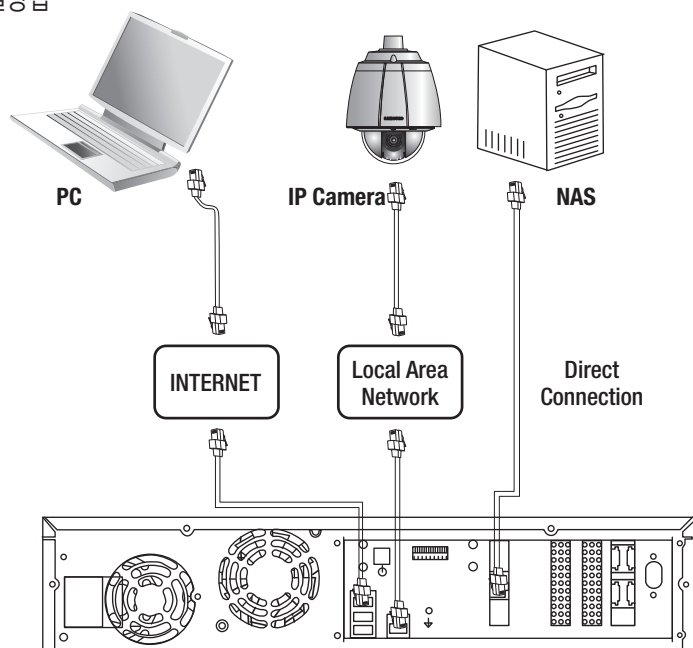 PC
IP Camera
NAS
INTERNET
Local Area
Network
Direct
Connection